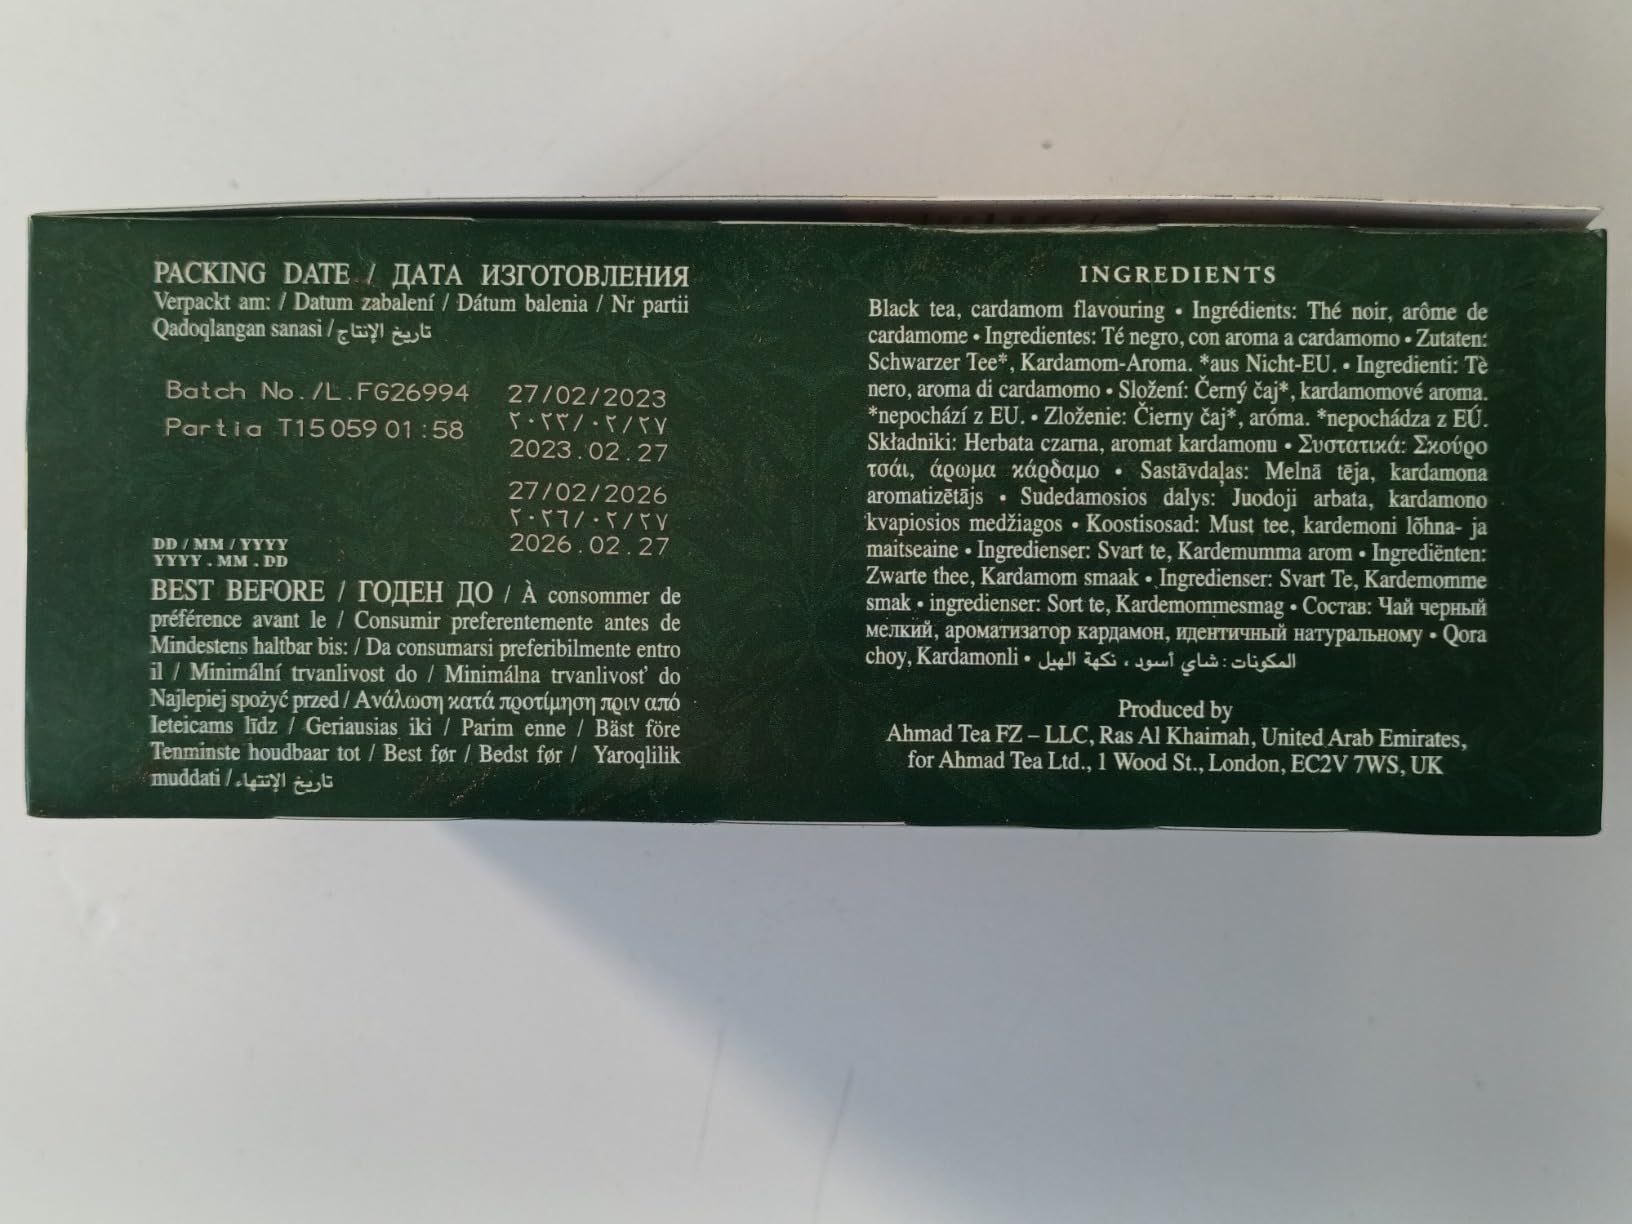 PACKING DATE / ДАТА ИЗГОТОВЛЕНИЯ
Verpackt am: / Datum zabalení / Dátum balenia / Nr partii
Qadoqlangan sanasi / تاريخ الإنتاج
Batch No./L.FG26994
Partia T15059 01:58
27/02/2023
٢٠٢٣/٠٢/٢٧
2023.02.27
27/02/2026
٢٠٢٦/٠٢/٢٧
2026.02.27
DD / MM / YYYY
YYYY . MM . DD
BEST BEFORE / ГОДЕН ДО / À consommer de
préférence avant le / Consumir preferentemente antes de
Mindestens haltbar bis: / Da consumarsi preferibilmente entro
il / Minimální trvanlivost do / Minimálna trvanlivosť do
Najlepiej spożyć przed / Ανάλωση κατά προτίμηση πριν από
Ieteicams līdz / Geriausias iki / Parim enne / Bäst före
Tenminste houdbaar tot / Best før / Bedst før / Yaroqlilik
muddati / تاريخ الإنتهاء
INGREDIENTS
Black tea, cardamom flavouring • Ingrédients: Thé noir, arôme de
cardamome • Ingredientes: Té negro, con aroma a cardamomo • Zutaten:
Schwarzer Tee*, Kardamom-Aroma. *aus Nicht-EU. • Ingredienti: Tè
nero, aroma di cardamomo • Složení: Černý čaj*, kardamomové aroma.
*nepochází z EU. • Zloženie: Čierny čaj*, aróma. *nepochádza z EÚ.
Składniki: Herbata czarna, aromat kardamonu • Συστατικά: Σκούρο
τσάι, άρωμα κάρδαμο • Sastāvdaļas: Melnā tēja, kardamona
aromatizētājs • Sudedamosios dalys: Juodoji arbata, kardamono
kvapiosios medžiagos • Koostisosad: Must tee, kardemoni lõhna- ja
maitseaine • Ingredienser: Svart te, Kardemumma arom • Ingrediënten:
Zwarte thee, Kardamom smaak • Ingredienser: Svart Te, Kardemomme
smak • ingredienser: Sort te, Kardemommesmag • Состав: Чай черный
мелкий, ароматизатор кардамон, идентичный натуральному • Qora
choy, Kardamonli • المكونات : شاي أسود ، نكهة الهيل
Produced by
Ahmad Tea FZ – LLC, Ras Al Khaimah, United Arab Emirates,
for Ahmad Tea Ltd., 1 Wood St., London, EC2V 7WS, UK